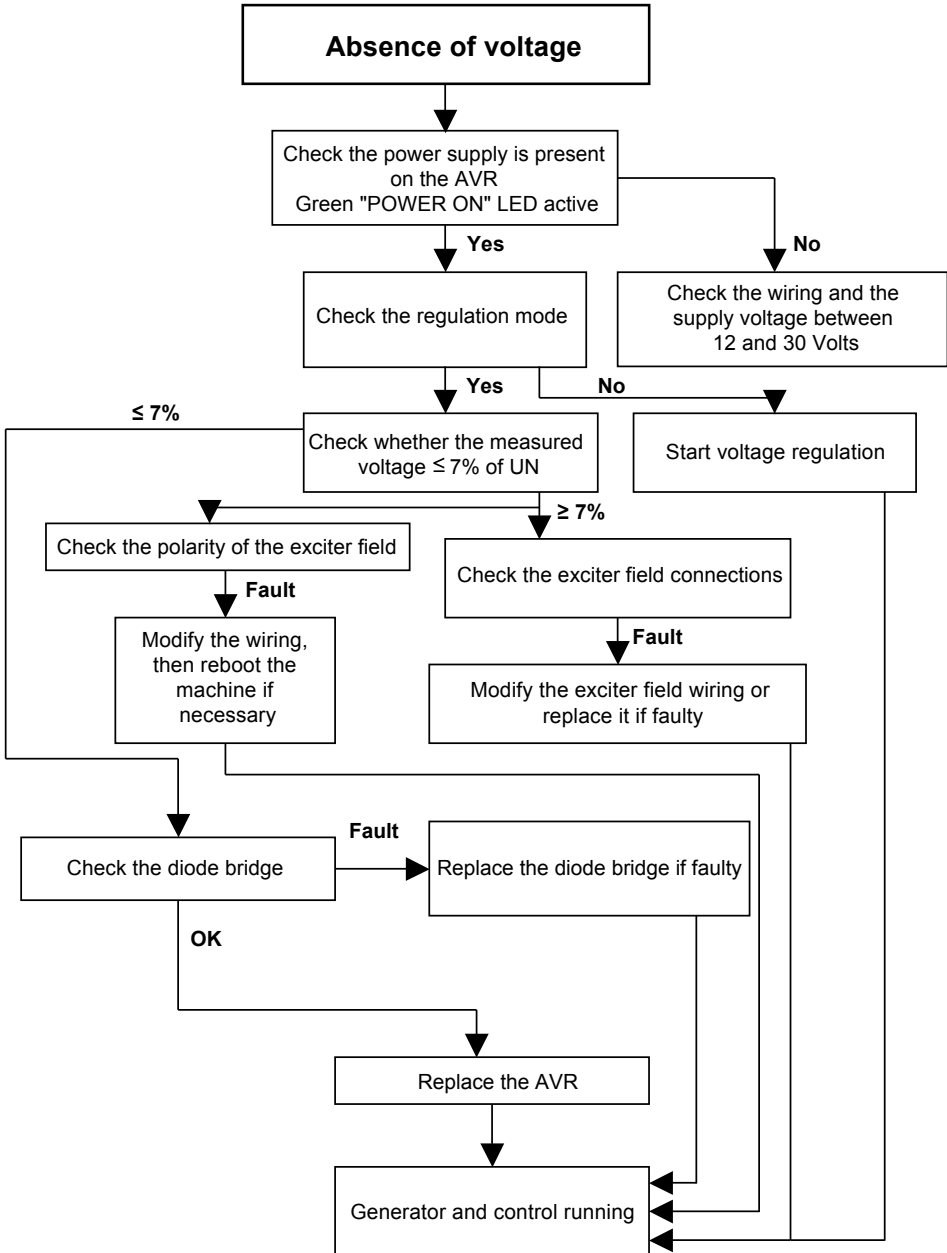 Absence of voltage
Check the power supply is present
on the AVR
Green "POWER ON" LED active
Yes
No
Check the regulation mode
Check the wiring and the
supply voltage between
12 and 30 Volts
Yes
No
≤ 7%
Check whether the measured
voltage ≤ 7% of UN
Start voltage regulation
≥ 7%
Check the polarity of the exciter field
Check the exciter field connections
Fault
Modify the wiring,
then reboot the
machine if
necessary
Fault
Modify the exciter field wiring or
replace it if faulty
Check the diode bridge
Fault
Replace the diode bridge if faulty
OK
Replace the AVR
Generator and control running